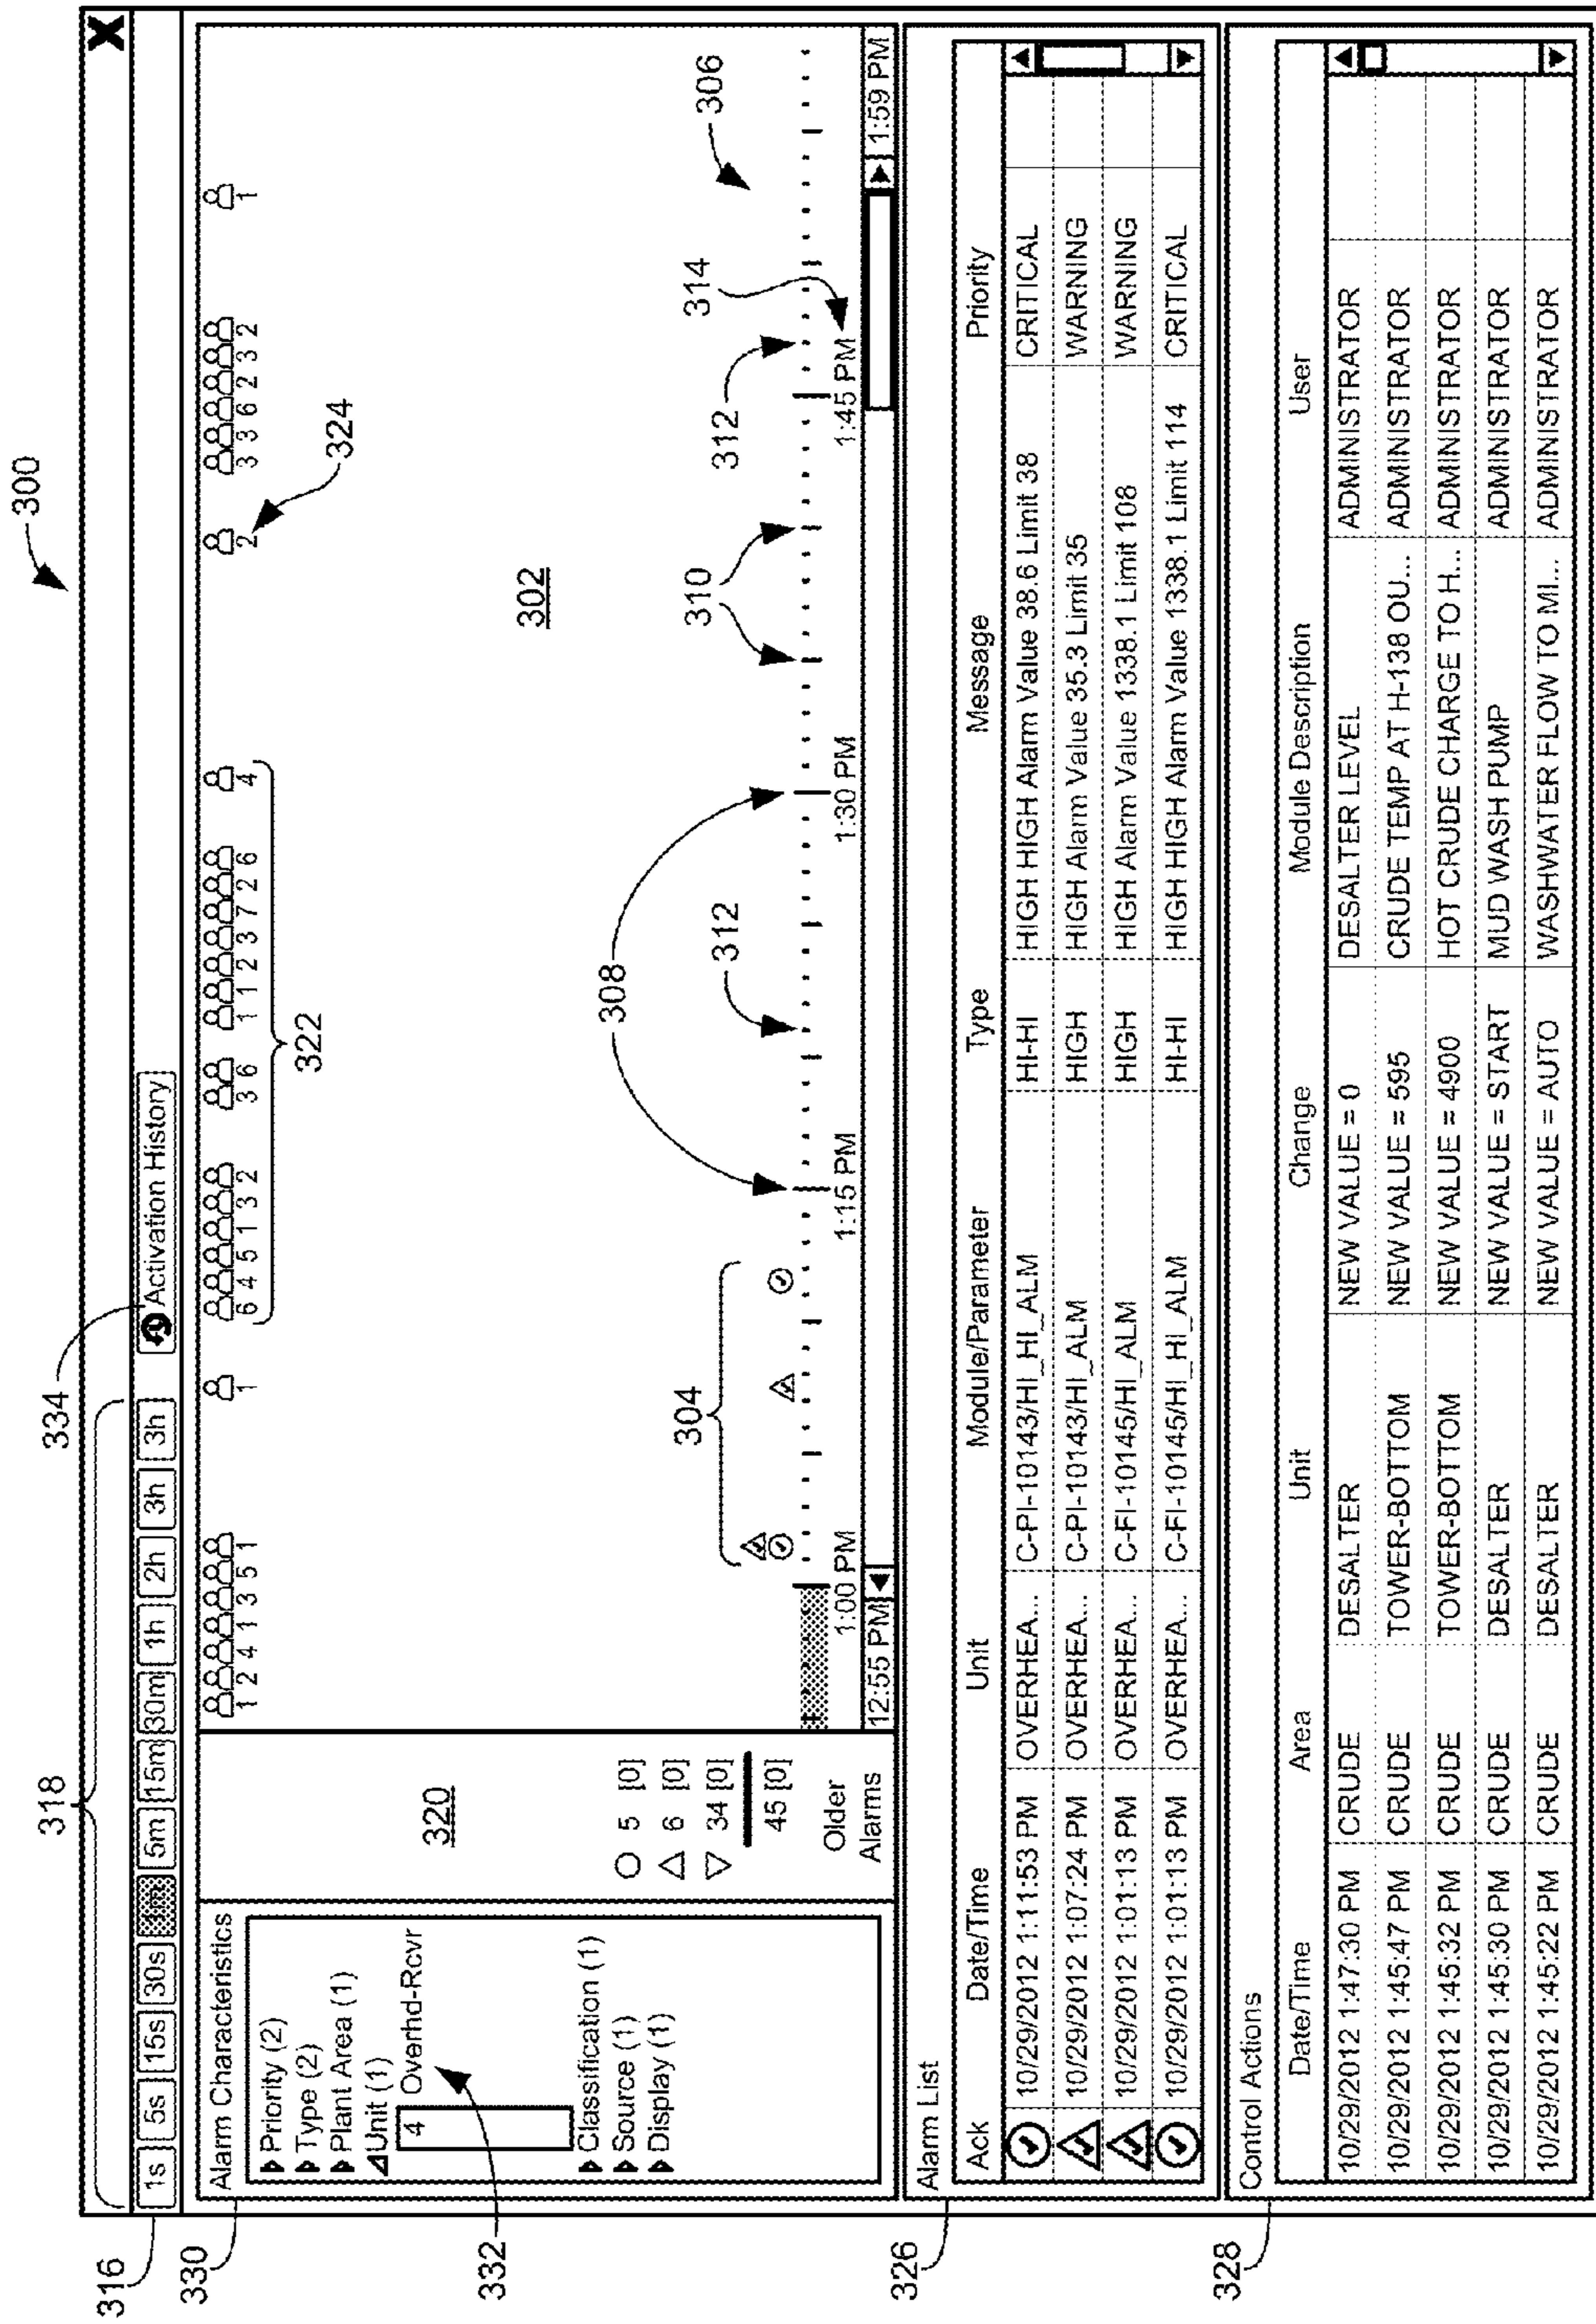 300
334
318
316
1s 5s 15s 30s 5m 15m 30m 1h 2h 3h 3h Activation History X
330
Alarm Characteristics
Priority (2)
Type (2)
Plant Area (1)
Unit (1)
4 Overhd-Rcvr
Classification (1)
Source (1)
Display (1)
332
320
5 [0]
6 [0]
34 [0]
45 [0]
Older
Alarms
1 2 4 1 3 5 1 1 6 4 5 1 3 2 3 6 1 1 2 3 7 2 6 4 2 3 3 6 2 3 2 1
322
324
302
304
308
312
310
312
314
306
1:00 PM 1:15 PM 1:30 PM 1:45 PM
12:55 PM 1:59 PM
326
Alarm List
Ack Date/Time Unit Module/Parameter Type Message Priority
10/29/2012 1:11:53 PM OVERHEA... C-PI-10143/HI_HI_ALM HI-HI HIGH HIGH Alarm Value 38.6 Limit 38 CRITICAL
10/29/2012 1:07:24 PM OVERHEA... C-PI-10143/HI_ALM HIGH HIGH Alarm Value 35.3 Limit 35 WARNING
10/29/2012 1:01:13 PM OVERHEA... C-FI-10145/HI_ALM HIGH HIGH Alarm Value 1338.1 Limit 108 WARNING
10/29/2012 1:01:13 PM OVERHEA... C-FI-10145/HI_HI_ALM HI-HI HIGH HIGH Alarm Value 1338.1 Limit 114 CRITICAL
328
Control Actions
Date/Time Area Unit Change Module Description User
10/29/2012 1:47:30 PM CRUDE DESALTER NEW VALUE = 0 DESALTER LEVEL ADMINISTRATOR
10/29/2012 1:45:47 PM CRUDE TOWER-BOTTOM NEW VALUE = 595 CRUDE TEMP AT H-138 OU... ADMINISTRATOR
10/29/2012 1:45:32 PM CRUDE TOWER-BOTTOM NEW VALUE = 4900 HOT CRUDE CHARGE TO H... ADMINISTRATOR
10/29/2012 1:45:30 PM CRUDE DESALTER NEW VALUE = START MUD WASH PUMP ADMINISTRATOR
10/29/2012 1:45:22 PM CRUDE DESALTER NEW VALUE = AUTO WASHWATER FLOW TO MI... ADMINISTRATOR